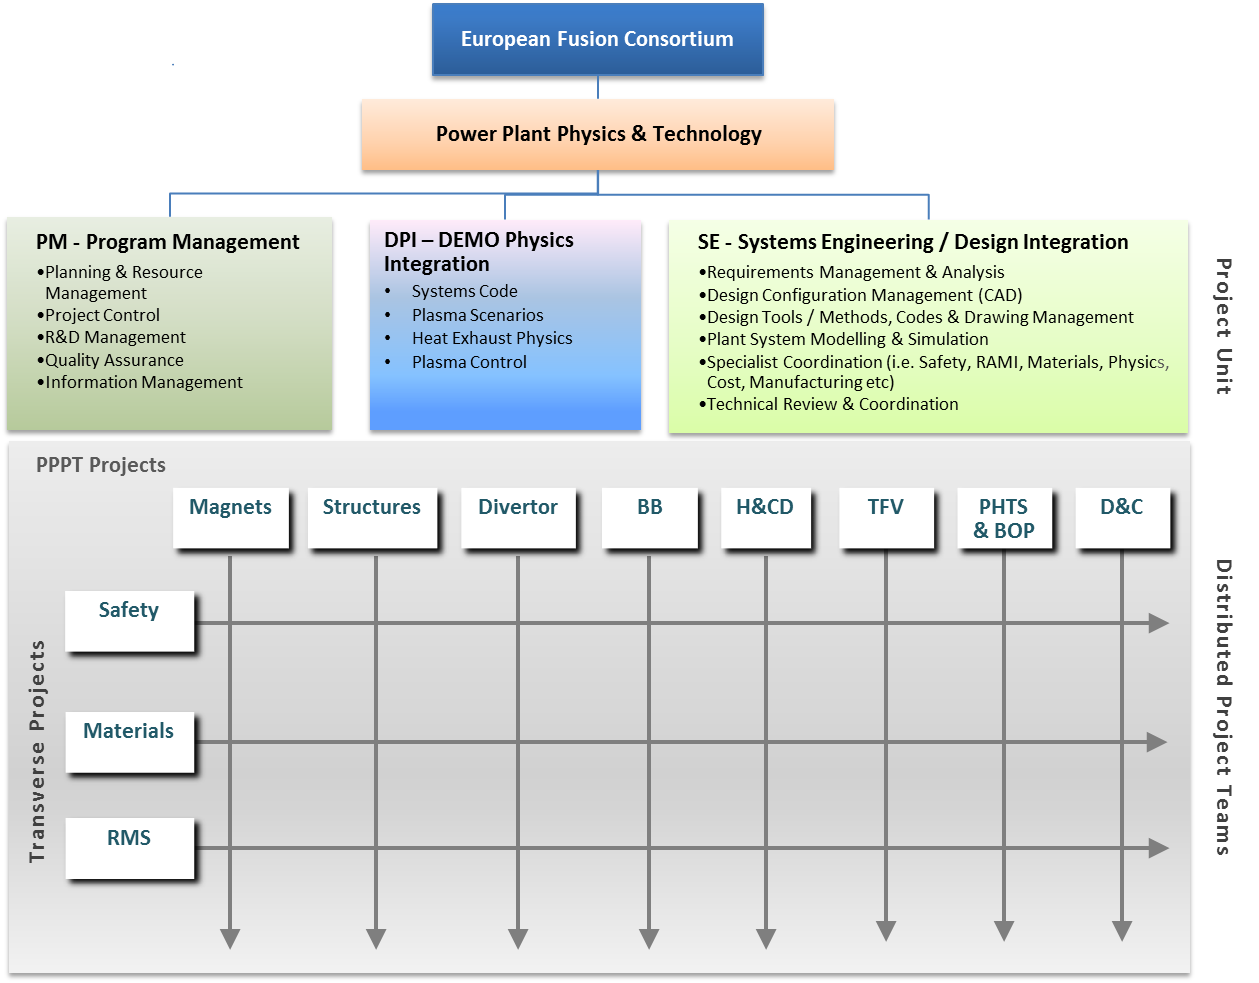 European Fusion Consortium
Power Plant Physics & Technology
PM - Program Management
•Planning & Resource
Management
•Project Control
•R&D Management
•Quality Assurance
•Information Management
DPI – DEMO Physics
Integration
• Systems Code
• Plasma Scenarios
• Heat Exhaust Physics
• Plasma Control
SE - Systems Engineering / Design Integration
•Requirements Management & Analysis
•Design Configuration Management (CAD)
•Design Tools / Methods, Codes & Drawing Management
•Plant System Modelling & Simulation
•Specialist Coordination (i.e. Safety, RAMI, Materials, Physics,
Cost, Manufacturing etc)
•Technical Review & Coordination
Project Unit
PPPT Projects
Magnets
Structures
Divertor
BB
H&CD
TFV
PHTS
& BOP
D&C
Transverse Projects
Safety
Materials
RMS
Distributed Project Teams